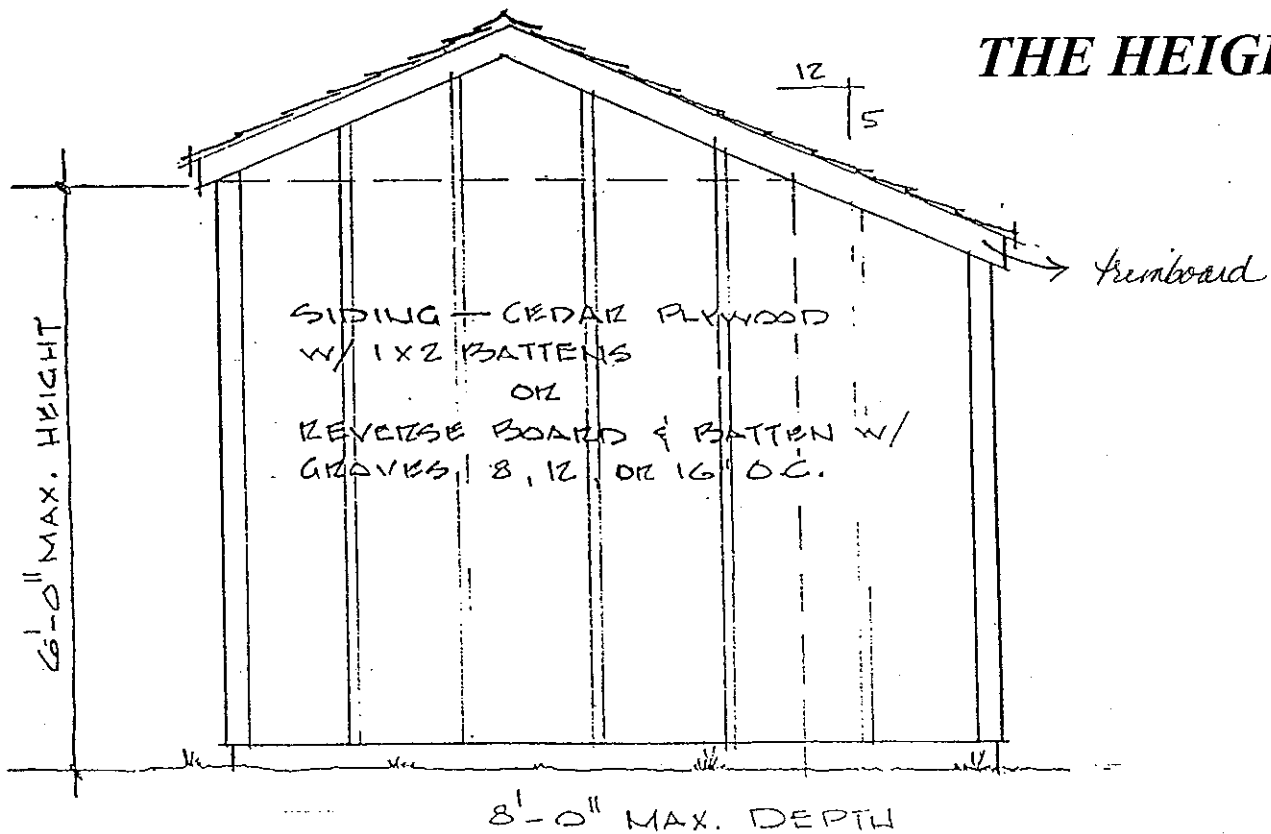 THE HEIG
12
5
trimboard
SIDING — CEDAR PLYWOOD
W/ 1X2 BATTENS
OR
REVERSE BOARD & BATTEN W/
GROVES, 8, 12, OR 16 O.C.
6'-0" MAX. HEIGHT
8'-0" MAX. DEPTH